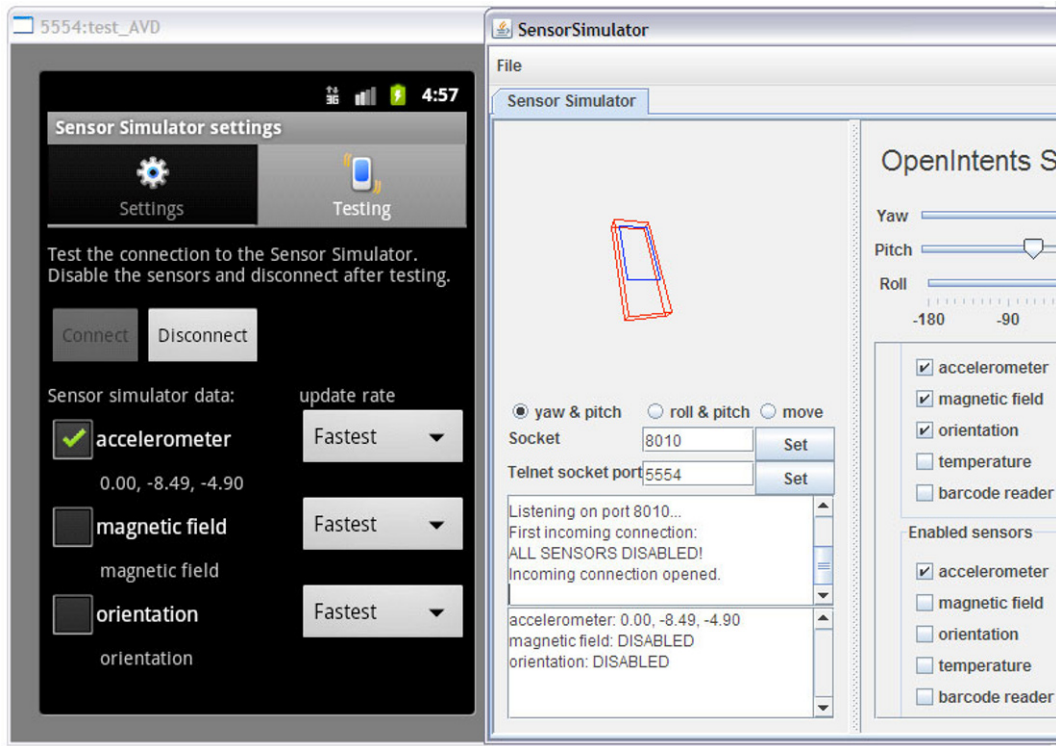 5554:test_AVD
3G 4:57
Sensor Simulator settings
Settings Testing
Test the connection to the Sensor Simulator.
Disable the sensors and disconnect after testing.
Connect Disconnect
Sensor simulator data: update rate
accelerometer Fastest
0.00, -8.49, -4.90
magnetic field Fastest
magnetic field
orientation Fastest
orientation
SensorSimulator
File
Sensor Simulator
yaw & pitch roll & pitch move
Socket 8010 Set
Telnet socket port 5554 Set
Listening on port 8010...
First incoming connection:
ALL SENSORS DISABLED!
Incoming connection opened.
accelerometer: 0.00, -8.49, -4.90
magnetic field: DISABLED
orientation: DISABLED
OpenIntents S
Yaw
Pitch
Roll
-180 -90
accelerometer
magnetic field
orientation
temperature
barcode reader
Enabled sensors
accelerometer
magnetic field
orientation
temperature
barcode reader